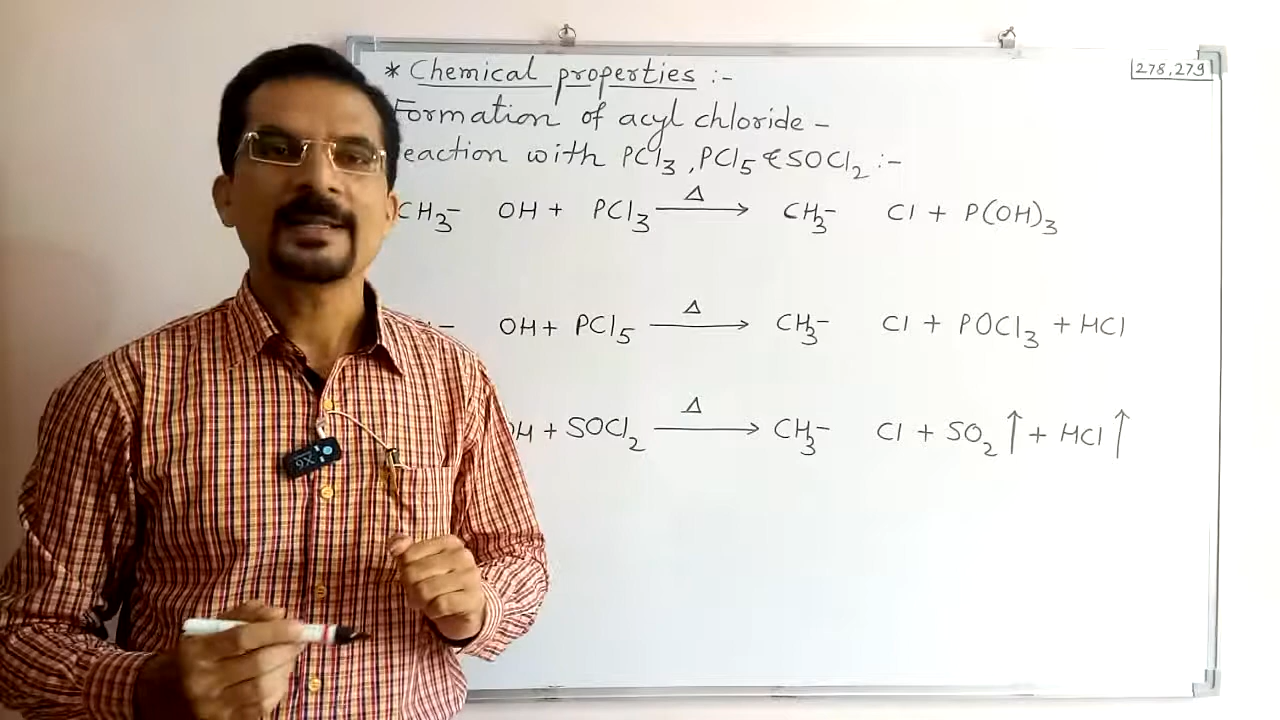 278,279
* Chemical properties :-
Formation of acyl chloride -
eaction with PCl3 , PCl5 & SOCl2 :-
CH3- OH + PCl3 Δ→ CH3- Cl + P(OH)3
- OH + PCl5 Δ→ CH3- Cl + POCl3 + HCl
OH + SOCl2 Δ→ CH3- Cl + SO2 ↑ + HCl ↑